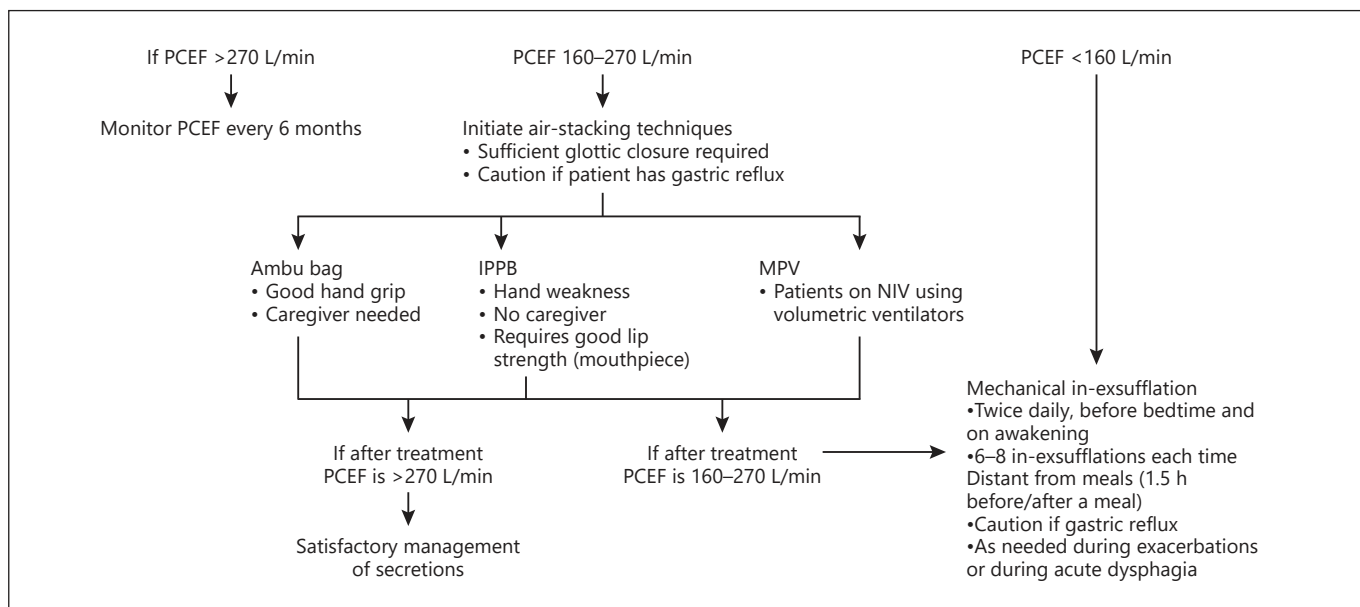 If PCEF >270 L/min
Monitor PCEF every 6 months
PCEF 160–270 L/min
Initiate air-stacking techniques
• Sufficient glottic closure required
• Caution if patient has gastric reflux
Ambu bag
• Good hand grip
• Caregiver needed
IPPB
• Hand weakness
• No caregiver
• Requires good lip
strength (mouthpiece)
MPV
• Patients on NIV using
volumetric ventilators
If after treatment
PCEF is >270 L/min
Satisfactory management
of secretions
If after treatment
PCEF is 160–270 L/min
PCEF <160 L/min
Mechanical in-exsufflation
•Twice daily, before bedtime and
on awakening
•6–8 in-exsufflations each time
Distant from meals (1.5 h
before/after a meal)
•Caution if gastric reflux
•As needed during exacerbations
or during acute dysphagia